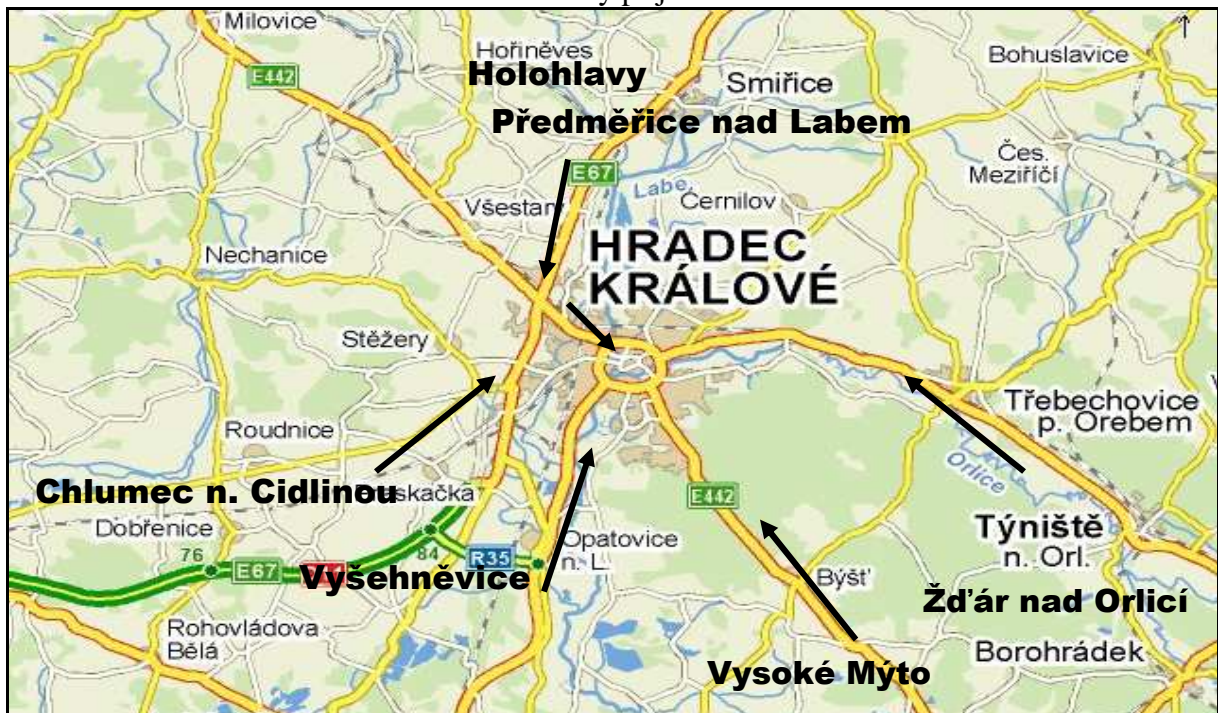 Milovice
Hořiněves
Bohuslavice
E442
Holohlavy
Smiřice
Předměřice nad Labem
Čes.
Meziříčí
E67
Labe
Všestary
Černilov
HRADEC
KRÁLOVÉ
Nechanice
Stěžery
Třebechovice
p. Orebem
Roudnice
Orlice
Chlumec n. Cidlinou
Praskačka
E442
Dobřenice
Týniště
n. Orl.
76
E67
84
R35
Opatovice
n. L.
Vyšehněvice
Býšť
Žďár nad Orlicí
Rohovládova
Bělá
Borohrádek
Vysoké Mýto